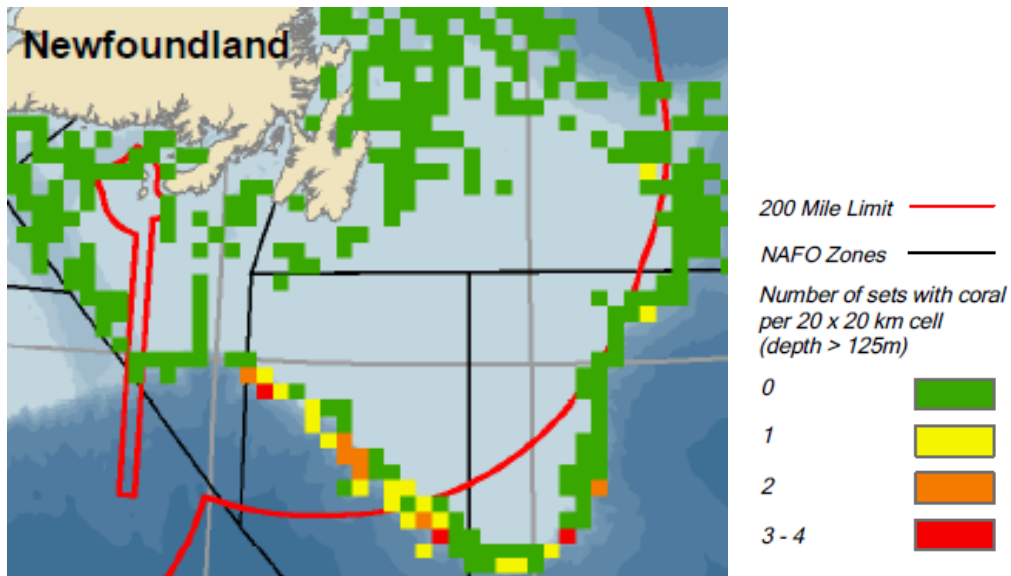 Newfoundland
200 Mile Limit
NAFO Zones
Number of sets with coral
per 20 x 20 km cell
(depth > 125m)
0
1
2
3 - 4